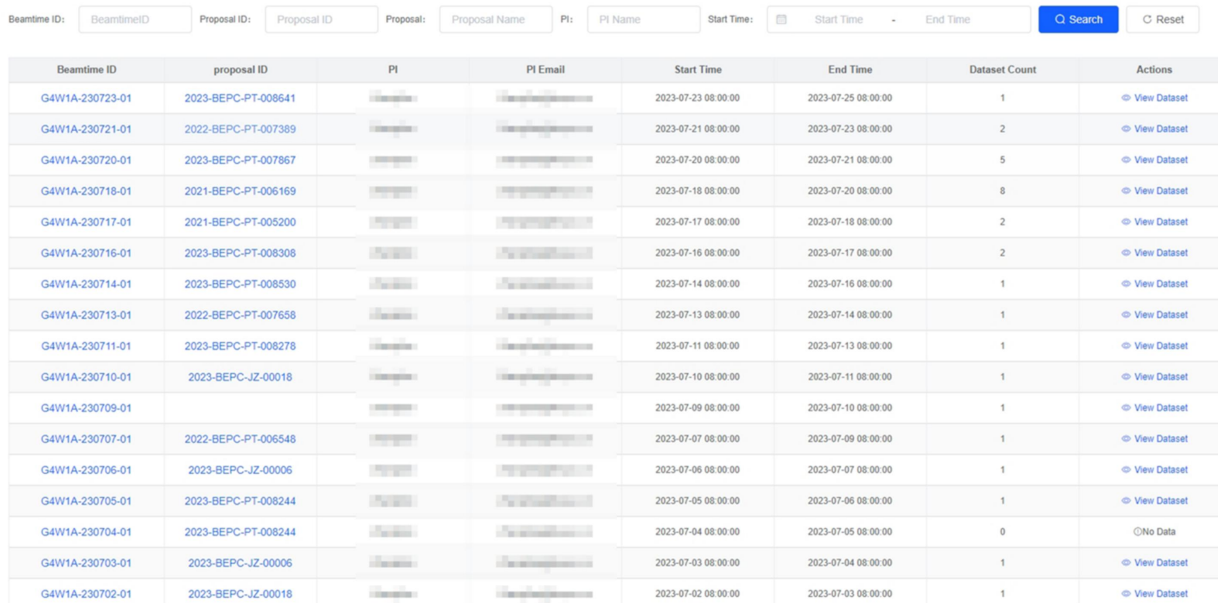 Beamtime ID: BeamtimeID Proposal ID: Proposal ID Proposal: Proposal Name PI: PI Name Start Time: Start Time - End Time Search Reset
Beamtime ID proposal ID PI PI Email Start Time End Time Dataset Count Actions
G4W1A-230723-01 2023-BEPC-PT-008641 2023-07-23 08:00:00 2023-07-25 08:00:00 1 View Dataset
G4W1A-230721-01 2022-BEPC-PT-007389 2023-07-21 08:00:00 2023-07-23 08:00:00 2 View Dataset
G4W1A-230720-01 2023-BEPC-PT-007867 2023-07-20 08:00:00 2023-07-21 08:00:00 5 View Dataset
G4W1A-230718-01 2021-BEPC-PT-006169 2023-07-18 08:00:00 2023-07-20 08:00:00 8 View Dataset
G4W1A-230717-01 2021-BEPC-PT-005200 2023-07-17 08:00:00 2023-07-18 08:00:00 2 View Dataset
G4W1A-230716-01 2023-BEPC-PT-008308 2023-07-16 08:00:00 2023-07-17 08:00:00 2 View Dataset
G4W1A-230714-01 2023-BEPC-PT-008530 2023-07-14 08:00:00 2023-07-16 08:00:00 1 View Dataset
G4W1A-230713-01 2022-BEPC-PT-007658 2023-07-13 08:00:00 2023-07-14 08:00:00 1 View Dataset
G4W1A-230711-01 2023-BEPC-PT-008278 2023-07-11 08:00:00 2023-07-13 08:00:00 1 View Dataset
G4W1A-230710-01 2023-BEPC-JZ-00018 2023-07-10 08:00:00 2023-07-11 08:00:00 1 View Dataset
G4W1A-230709-01 2023-07-09 08:00:00 2023-07-10 08:00:00 1 View Dataset
G4W1A-230707-01 2022-BEPC-PT-006548 2023-07-07 08:00:00 2023-07-09 08:00:00 1 View Dataset
G4W1A-230706-01 2023-BEPC-JZ-00006 2023-07-06 08:00:00 2023-07-07 08:00:00 1 View Dataset
G4W1A-230705-01 2023-BEPC-PT-008244 2023-07-05 08:00:00 2023-07-06 08:00:00 1 View Dataset
G4W1A-230704-01 2023-BEPC-PT-008244 2023-07-04 08:00:00 2023-07-05 08:00:00 0 No Data
G4W1A-230703-01 2023-BEPC-JZ-00006 2023-07-03 08:00:00 2023-07-04 08:00:00 1 View Dataset
G4W1A-230702-01 2023-BEPC-JZ-00018 2023-07-02 08:00:00 2023-07-03 08:00:00 1 View Dataset